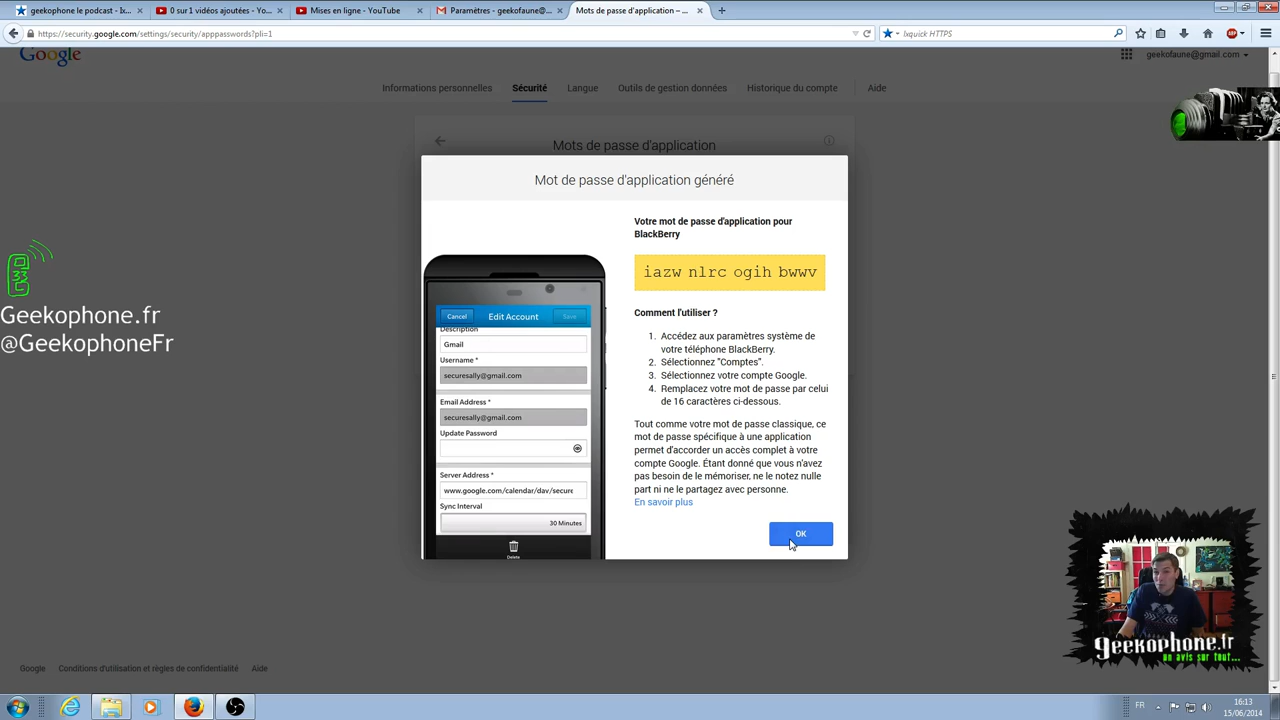 geekophone le podcast - Ix...
0 sur 1 vidéos ajoutées - Yo...
Mises en ligne - YouTube
Paramètres - geekofaune@...
Mots de passe d'application – ...
https://security.google.com/settings/security/apppasswords?pli=1
Ixquick HTTPS
Google
geekofaune@gmail.com
Informations personnelles
Sécurité
Langue
Outils de gestion données
Historique du compte
Aide
Mots de passe d'application
Mot de passe d'application généré
Votre mot de passe d'application pour
BlackBerry
iazw nlrc ogih bwwv
Comment l'utiliser ?
1. Accédez aux paramètres système de
votre téléphone BlackBerry.
2. Sélectionnez "Comptes".
3. Sélectionnez votre compte Google.
4. Remplacez votre mot de passe par celui
de 16 caractères ci-dessous.
Tout comme votre mot de passe classique, ce
mot de passe spécifique à une application
permet d'accorder un accès complet à votre
compte Google. Étant donné que vous n'avez
pas besoin de le mémoriser, ne le notez nulle
part ni ne le partagez avec personne.
En savoir plus
OK
Cancel
Edit Account
Save
Description
Gmail
Username *
securesally@gmail.com
Email Address *
securesally@gmail.com
Update Password
Server Address *
www.google.com/calendar/dav/secure
Sync Interval
30 Minutes
Delete
33
Geekophone.fr
@GeekophoneFr
geekophone.fr
un avis sur tout...
Google
Conditions d'utilisation et règles de confidentialité
Aide
FR
16:13
15/06/2014